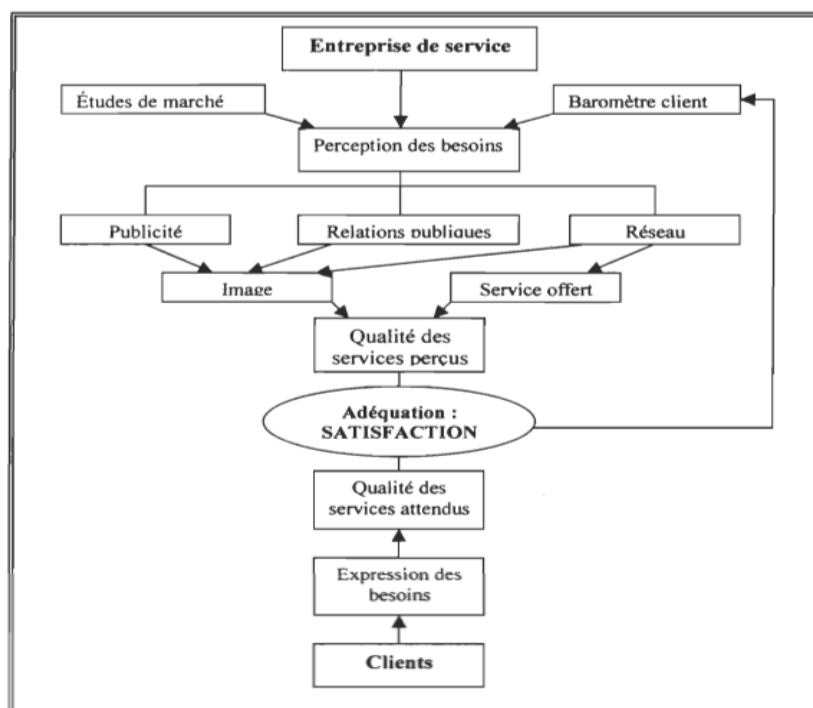 Entreprise de service
Études de marché
Baromètre client
Perception des besoins
Publicité
Relations publiques
Réseau
Image
Service offert
Qualité des
services perçus
Adéquation :
SATISFACTION
Qualité des
services attendus
Expression des
besoins
Clients